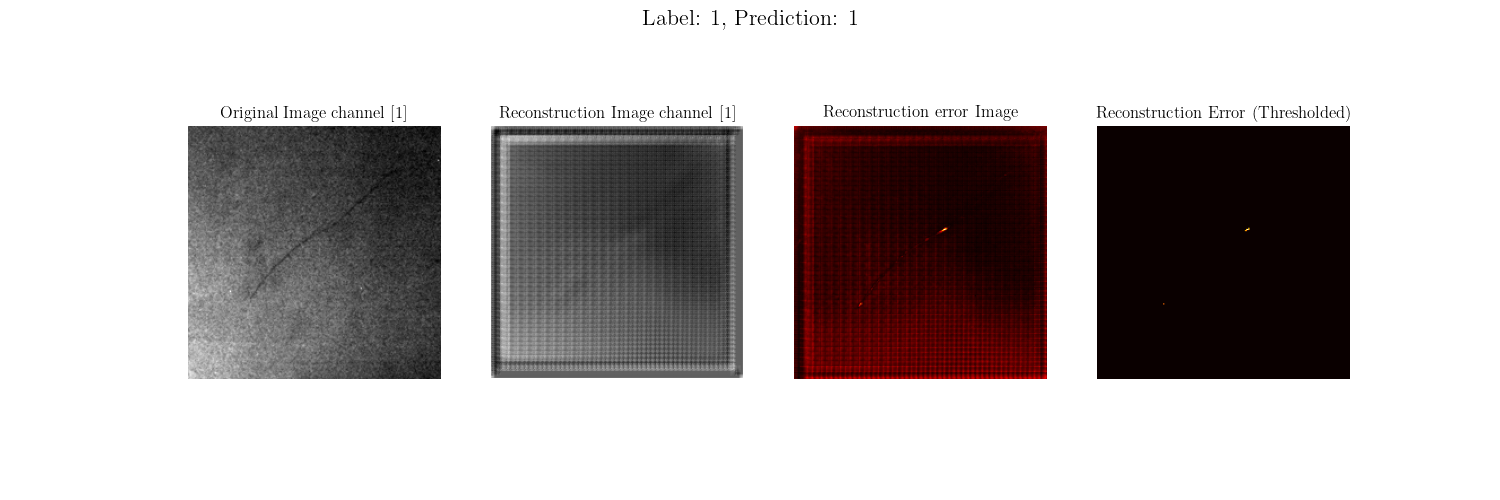 Label: 1, Prediction: 1
Original Image channel [1]
Reconstruction Image channel [1]
Reconstruction error Image
Reconstruction Error (Thresholded)